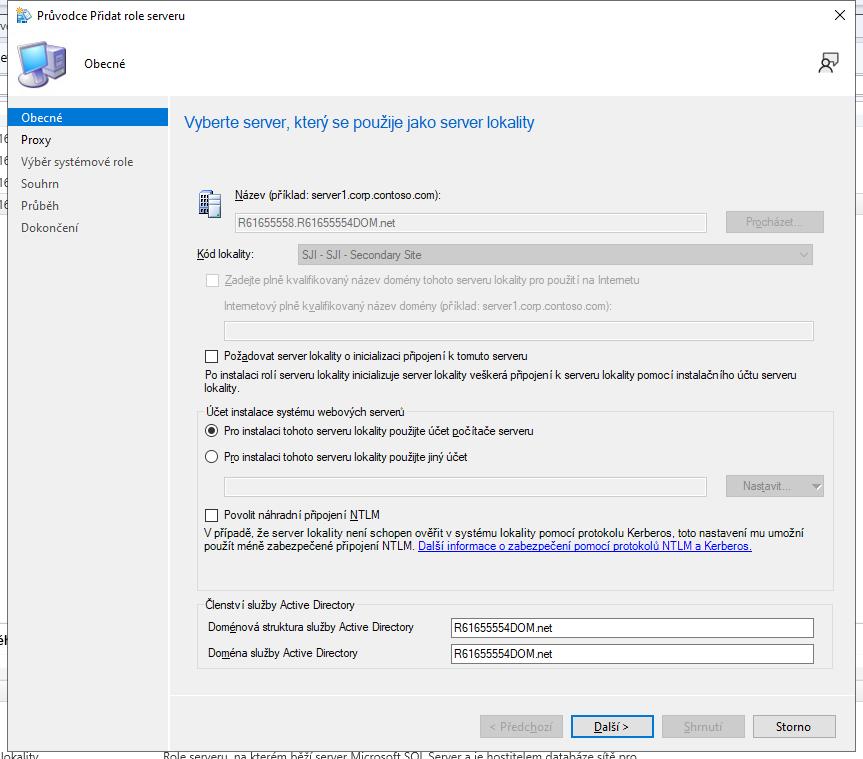 Průvodce Přidat role serveru
Obecné
Obecné
Proxy
Výběr systémové role
Souhrn
Průběh
Dokončení
Vyberte server, který se použije jako server lokality
Název (příklad: server1.corp.contoso.com):
R61655558.R61655554DOM.net
Procházet...
Kód lokality:
SJI - SJI - Secondary Site
Zadejte plně kvalifikovaný název domény tohoto serveru lokality pro použití na Internetu
Internetový plně kvalifikovaný název domény (příklad: server1.corp.contoso.com):
Požadovat server lokality o inicializaci připojení k tomuto serveru
Po instalaci rolí serveru lokality inicializuje server lokality veškerá připojení k serveru lokality pomocí instalačního účtu serveru
lokality.
Účet instalace systému webových serverů
Pro instalaci tohoto serveru lokality použijte účet počítače serveru
Pro instalaci tohoto serveru lokality použijte jiný účet
Nastavit...
Povolit náhradní připojení NTLM
V případě, že server lokality není schopen ověřit v systému lokality pomocí protokolu Kerberos, toto nastavení mu umožní
použít méně zabezpečené připojení NTLM. Další informace o zabezpečení pomocí protokolů NTLM a Kerberos.
Členství služby Active Directory
Doménová struktura služby Active Directory
R61655554DOM.net
Doména služby Active Directory
R61655554DOM.net
< Předchozí
Další >
Shrnutí
Storno
lokality
Role serveru, na kterém běží server Microsoft SQL Server a je hostitelem databáze sítě pro